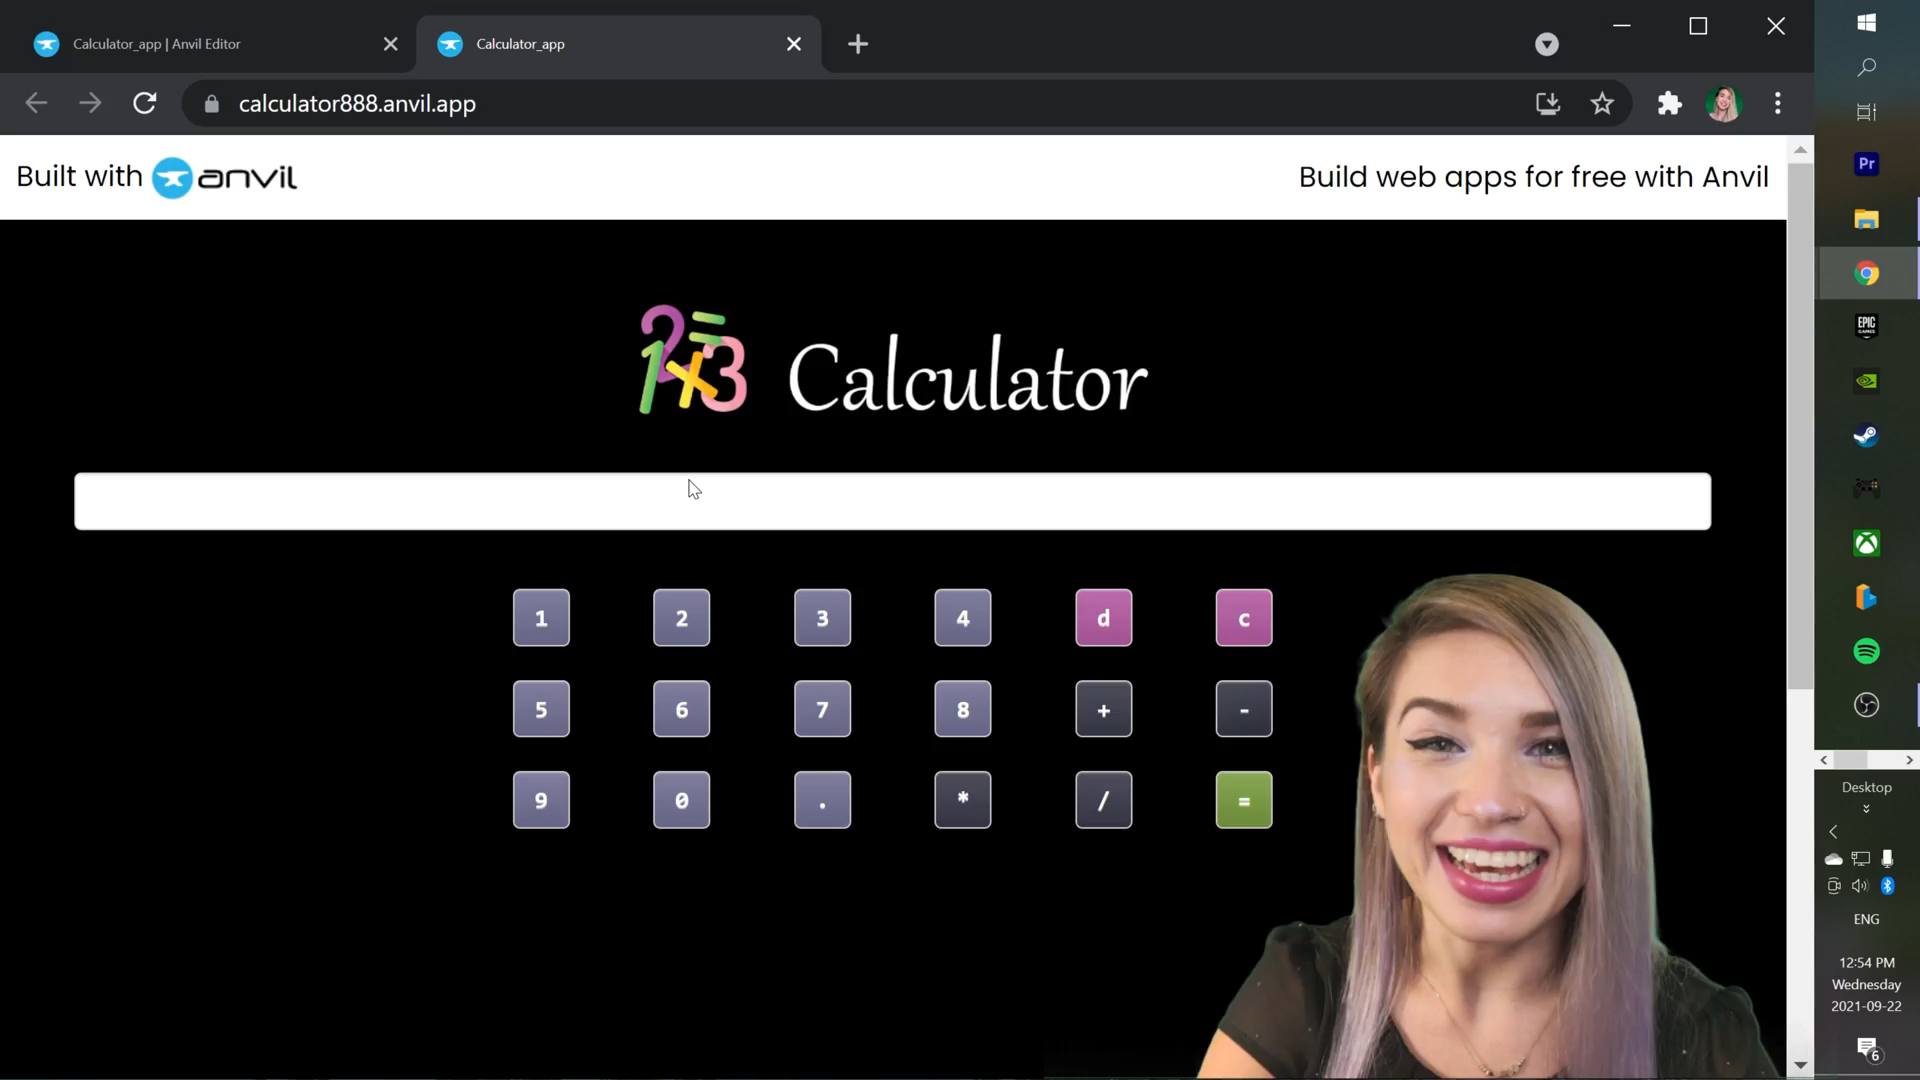 Calculator_app | Anvil Editor
Calculator_app
calculator888.anvil.app
Built with anvil
Build web apps for free with Anvil
123 Calculator
1 2 3 4 d c
5 6 7 8 + -
9 0 . * / =
Pr
EPIC GAMES
Desktop
ENG
12:54 PM
Wednesday
2021-09-22
6